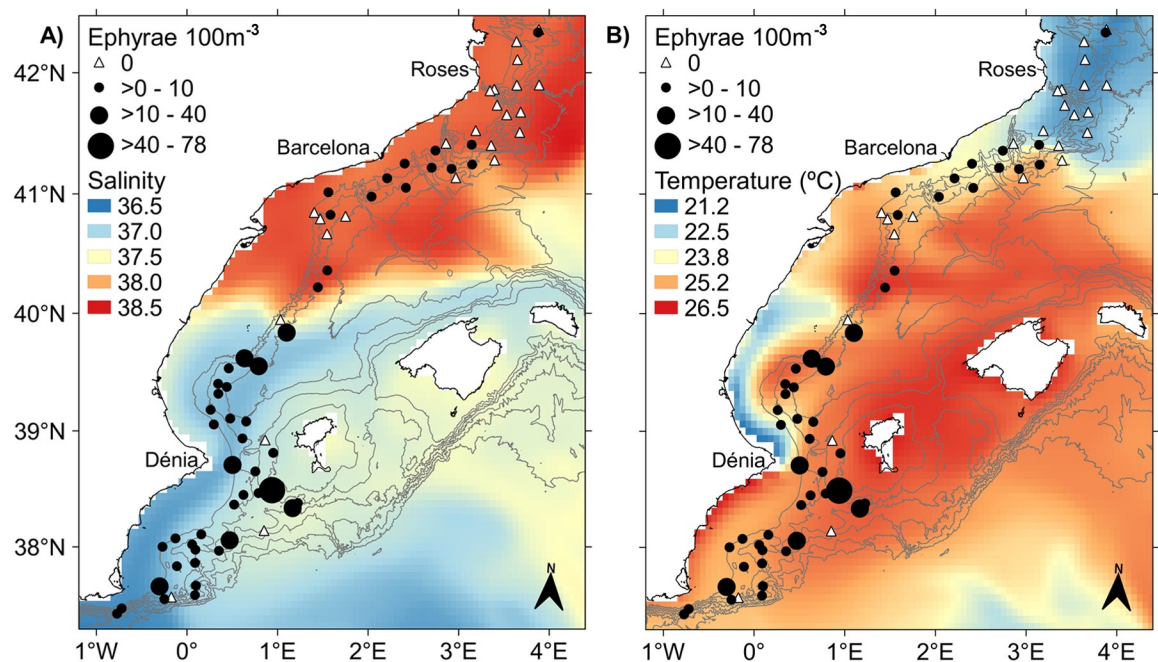 A)
Ephyrae 100m-3
0
>0 - 10
>10 - 40
>40 - 78
Salinity
36.5
37.0
37.5
38.0
38.5
Roses
Barcelona
Dénia
42°N
41°N
40°N
39°N
38°N
1°W 0° 1°E 2°E 3°E 4°E
N
B)
Ephyrae 100m-3
0
>0 - 10
>10 - 40
>40 - 78
Temperature (ºC)
21.2
22.5
23.8
25.2
26.5
Roses
Barcelona
Dénia
1°W 0° 1°E 2°E 3°E 4°E
N